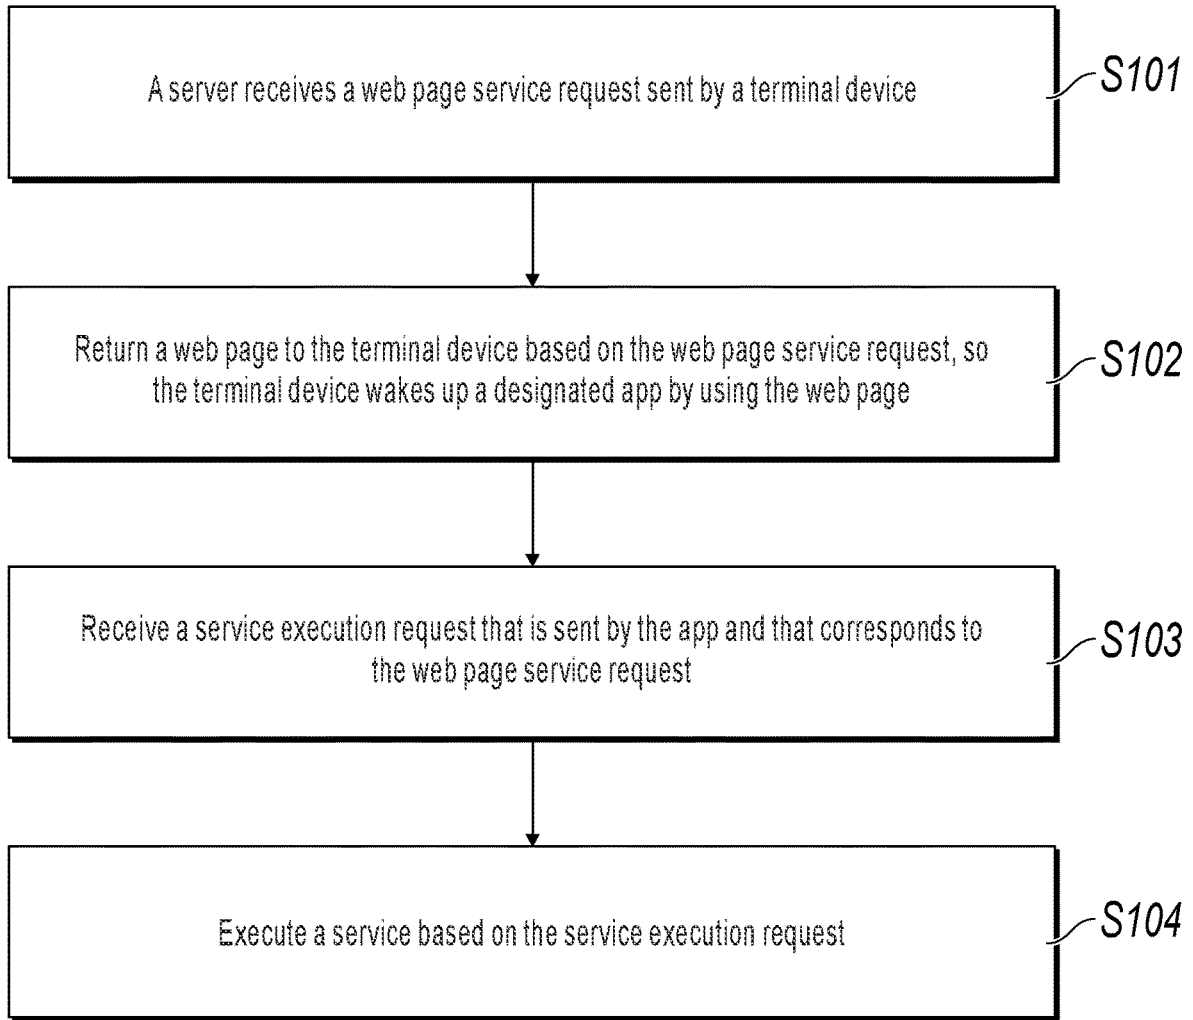 A server receives a web page service request sent by a terminal device
S101
Return a web page to the terminal device based on the web page service request, so
the terminal device wakes up a designated app by using the web page
S102
Receive a service execution request that is sent by the app and that corresponds to
the web page service request
S103
Execute a service based on the service execution request
S104